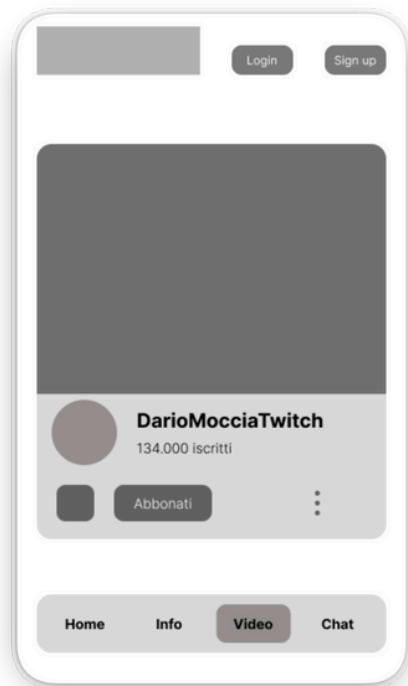 Login Sign up
DarioMocciaTwitch
134.000 iscritti
Abbonati
Home Info Video Chat